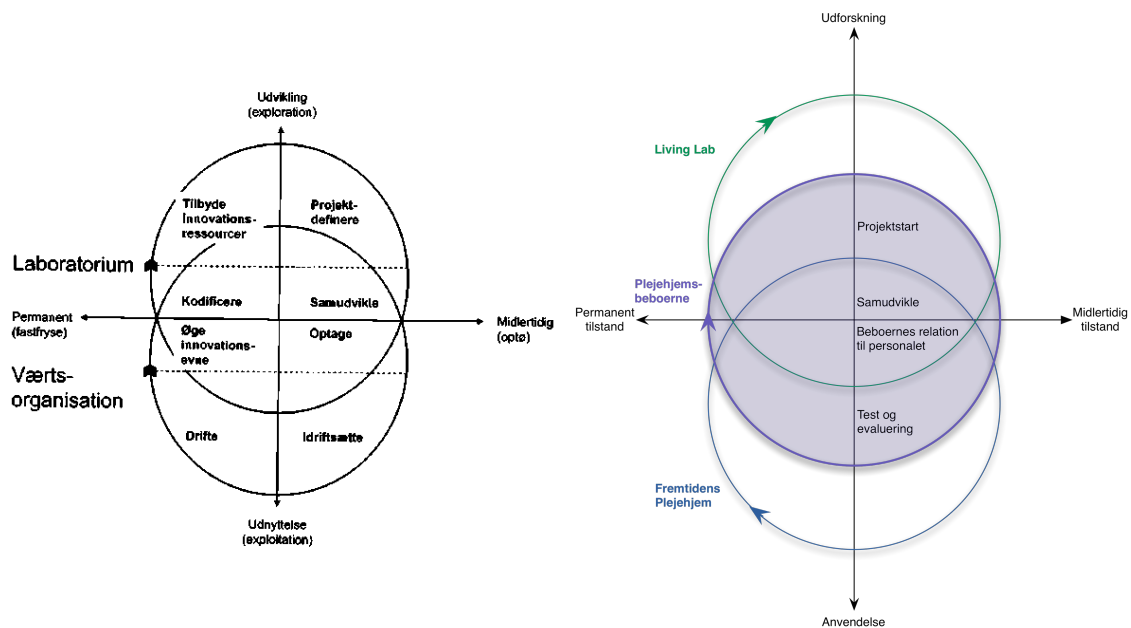 Udvikling
(exploration)
Tilbyde
innovations-
ressourcer
Projekt-
definere
Laboratorium
Kodificere
Samudvikle
Permanent
(fastfryse)
Midlertidig
(optø)
Øge
innovations-
evne
Optage
Værts-
organisation
Drifte
Idriftsætte
Udnyttelse
(exploitation)
Udforskning
Living Lab
Projektstart
Plejehjems-
beboerne
Samudvikle
Permanent
tilstand
Midlertidig
tilstand
Beboernes relation
til personalet
Test og
evaluering
Fremtidens
Plejehjem
Anvendelse